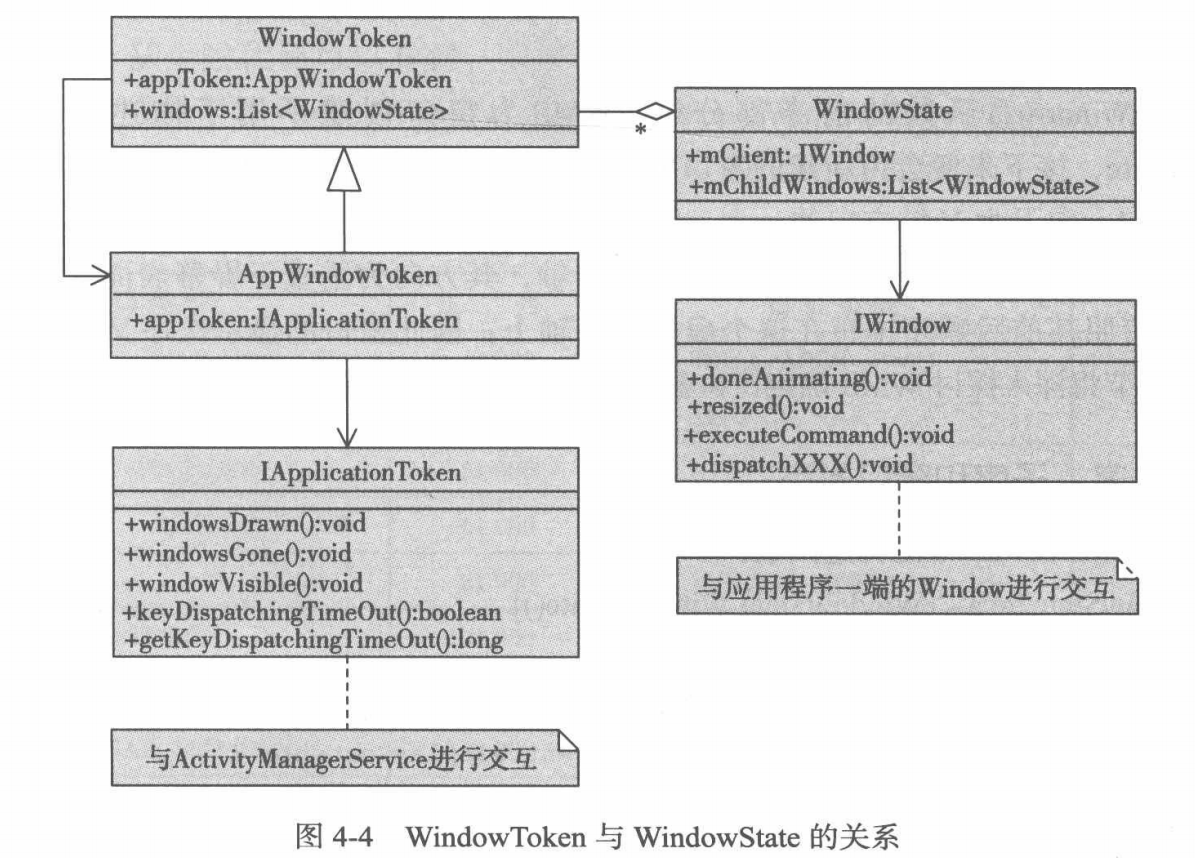 WindowToken
+appToken:AppWindowToken
+windows:List<WindowState>
*
WindowState
+mClient: IWindow
+mChildWindows:List<WindowState>
AppWindowToken
+appToken:IApplicationToken
IWindow
+doneAnimating():void
+resized():void
+executeCommand():void
+dispatchXXX():void
IApplicationToken
+windowsDrawn():void
+windowsGone():void
+windowVisible():void
+keyDispatchingTimeOut():boolean
+getKeyDispatchingTimeOut():long
与应用程序一端的Window进行交互
与ActivityManagerService进行交互
图 4-4 WindowToken 与 WindowState 的关系